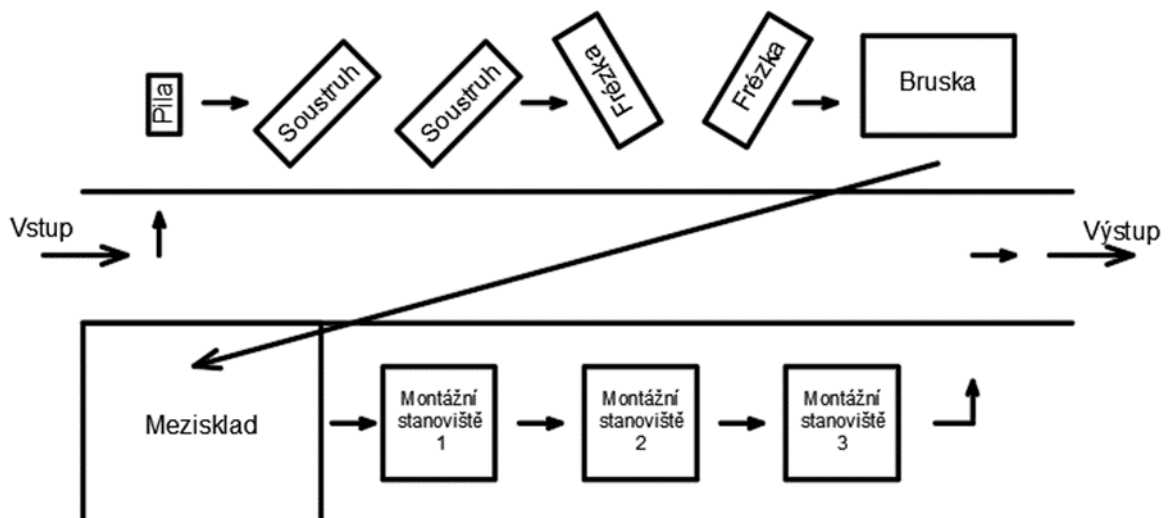 Pila
Soustruh
Soustruh
Frézka
Frézka
Bruska
Vstup
Výstup
Mezisklad
Montážní
stanoviště
1
Montážní
stanoviště
2
Montážní
stanoviště
3